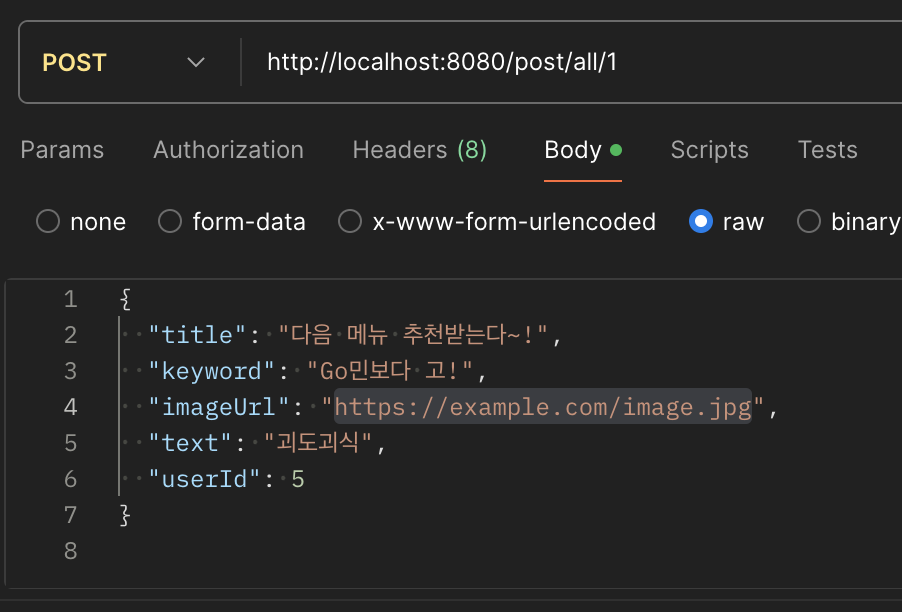 POST http://localhost:8080/post/all/1
Params Authorization Headers (8) Body Scripts Tests
none form-data x-www-form-urlencoded raw binary
1 {
2 "title": "다음 메뉴 추천받는다~!",
3 "keyword": "Go민보다 고!",
4 "imageUrl": "https://example.com/image.jpg",
5 "text": "괴도괴식",
6 "userId": 5
7 }
8